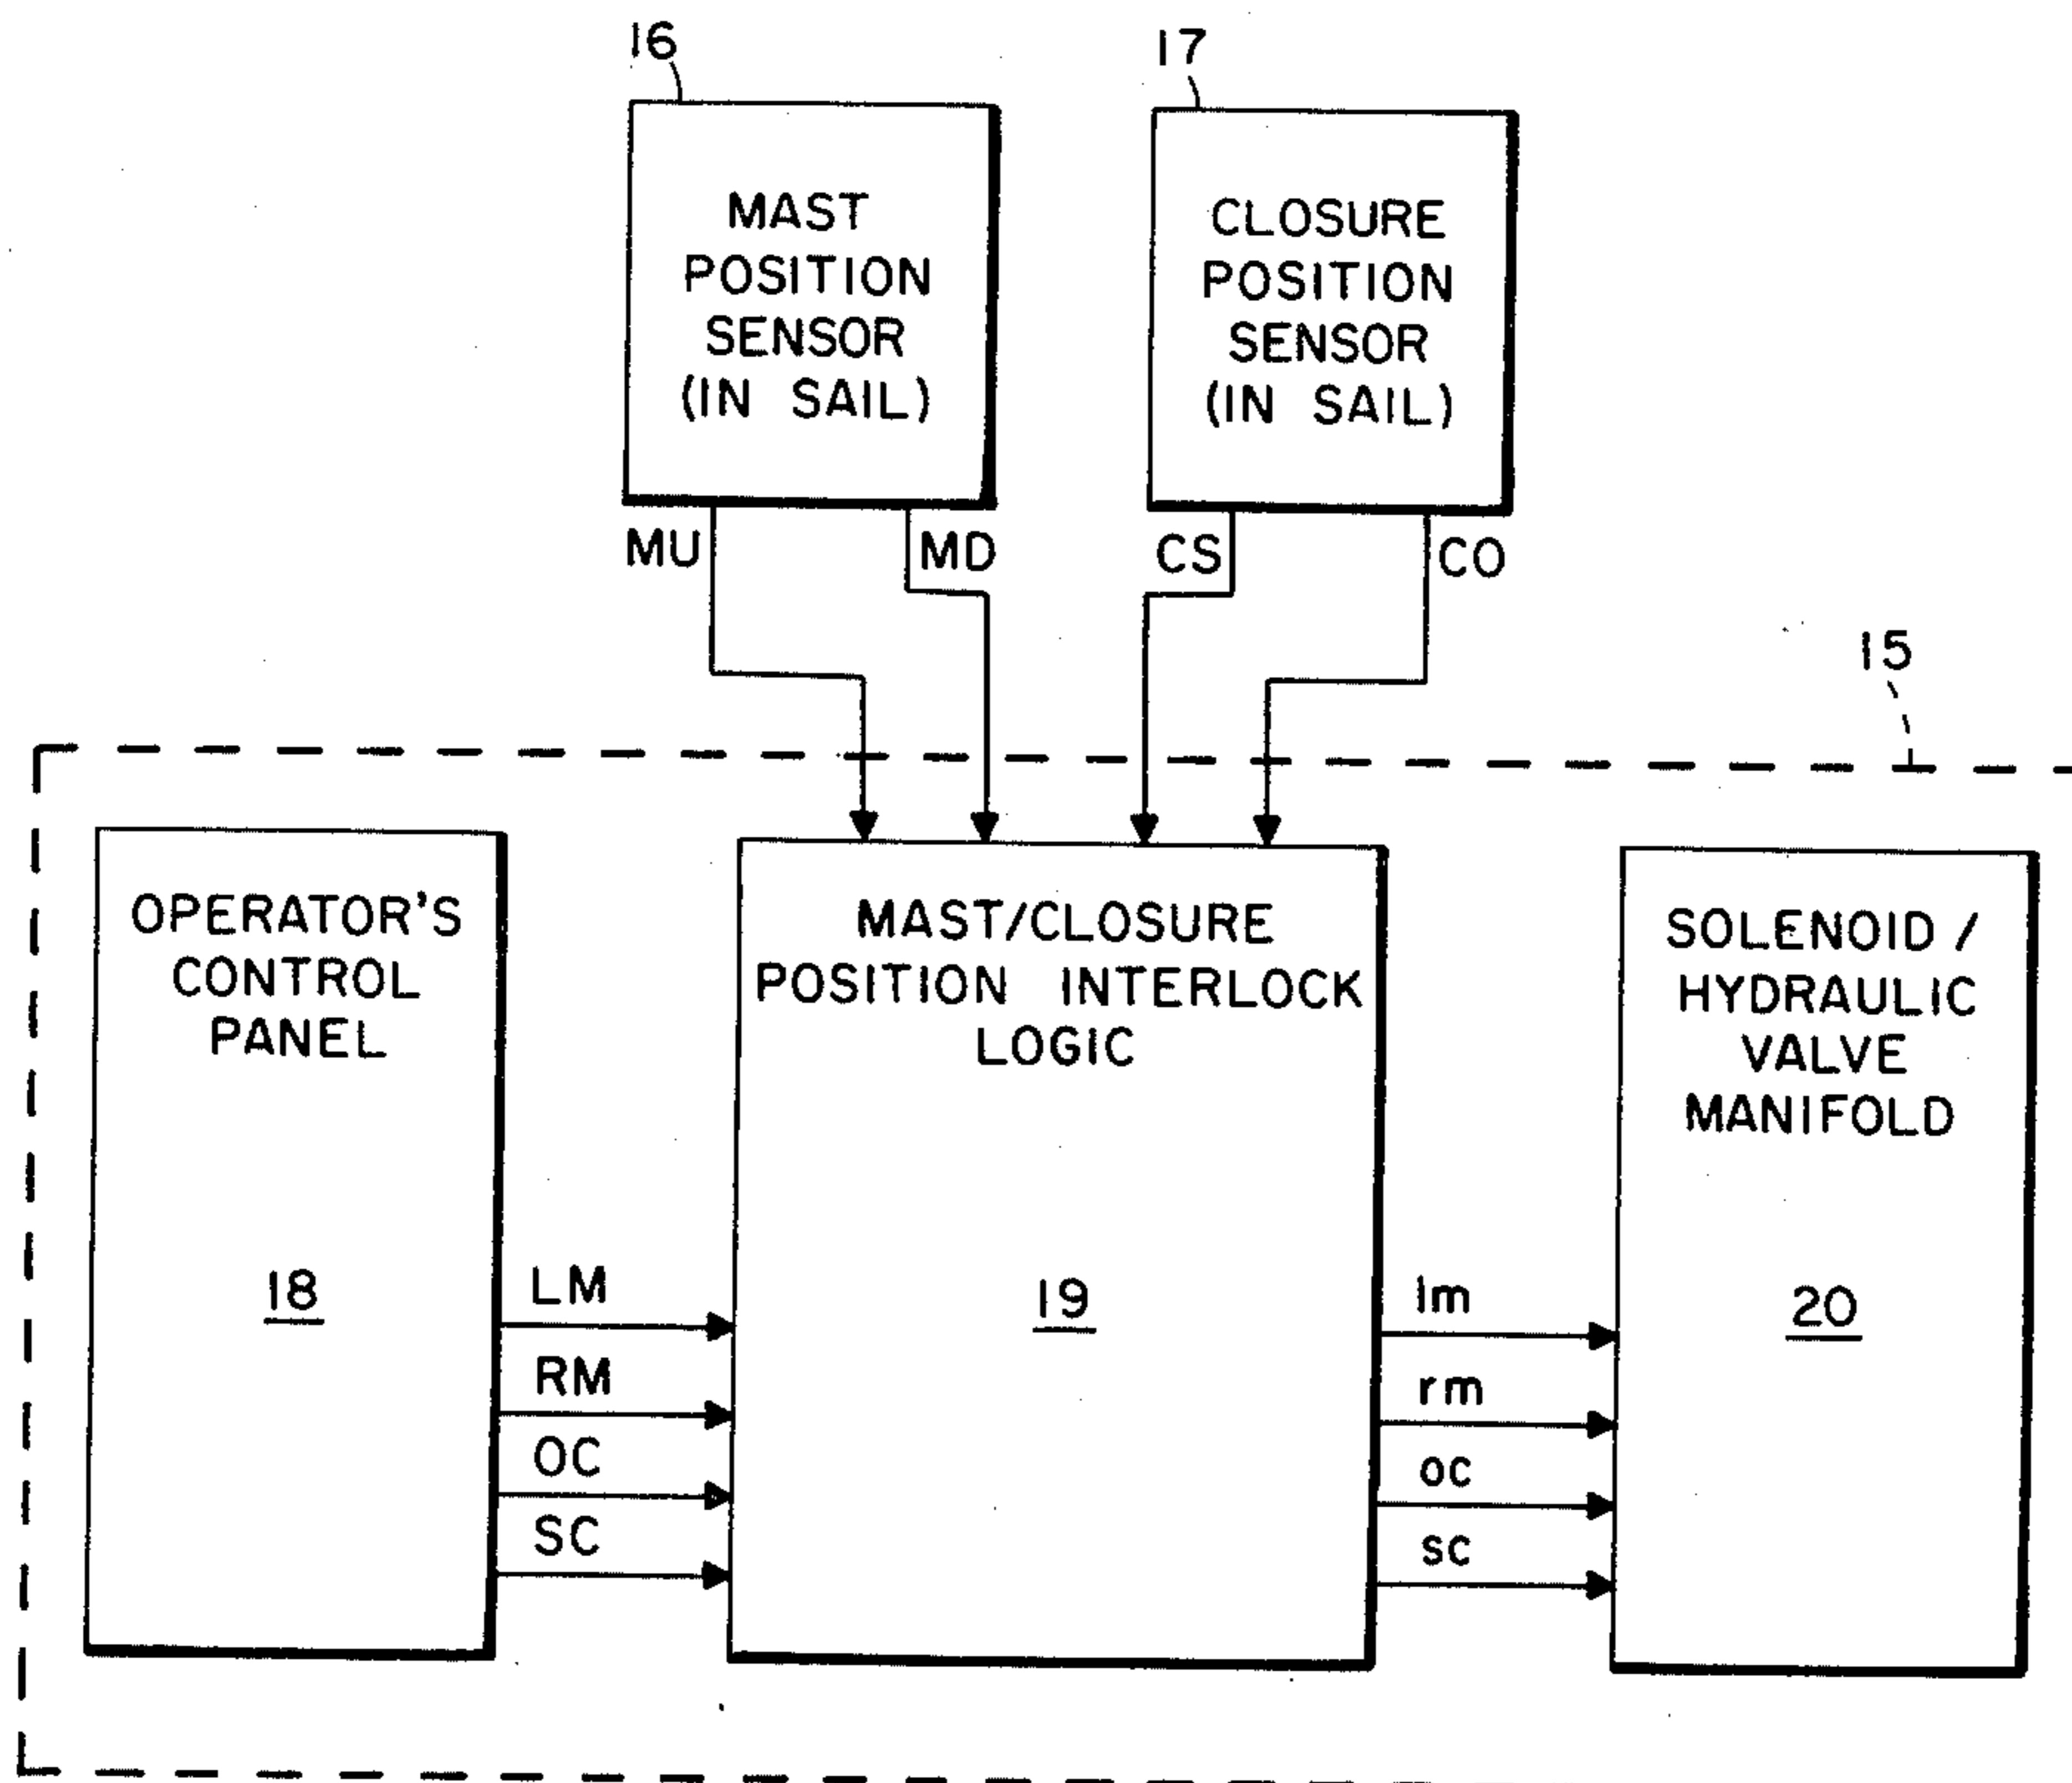 16
17
MAST
POSITION
SENSOR
(IN SAIL)
CLOSURE
POSITION
SENSOR
(IN SAIL)
MU
MD
CS
CO
15
OPERATOR'S
CONTROL
PANEL
18
LM
RM
OC
SC
MAST/CLOSURE
POSITION INTERLOCK
LOGIC
19
lm
rm
oc
sc
SOLENOID /
HYDRAULIC
VALVE
MANIFOLD
20